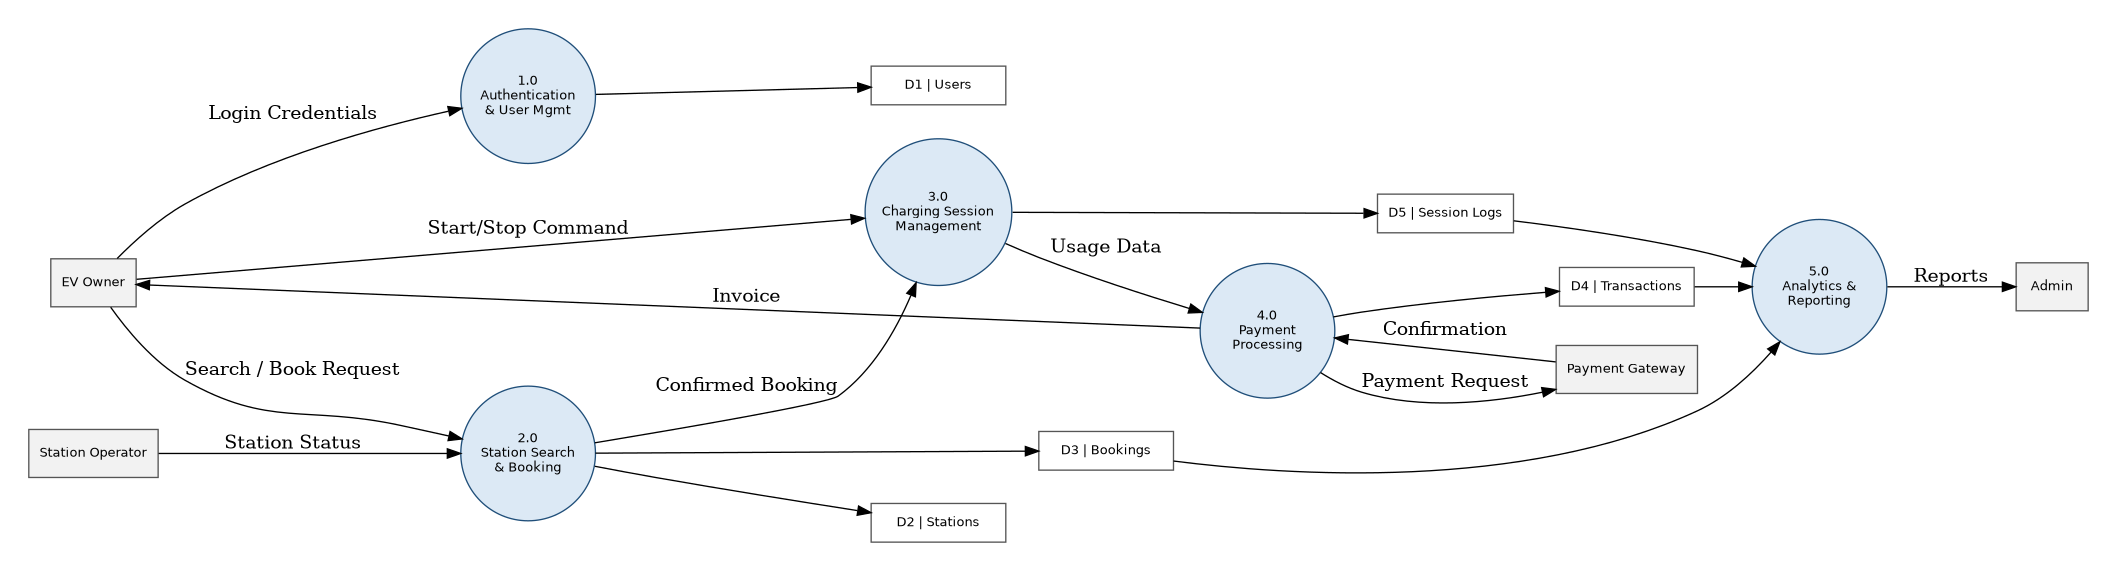 1.0
Authentication
& User Mgmt
D1 | Users
Login Credentials
3.0
Charging Session
Management
Start/Stop Command
D5 | Session Logs
Usage Data
EV Owner
Invoice
4.0
Payment
Processing
D4 | Transactions
5.0
Analytics &
Reporting
Reports
Admin
Confirmation
Payment Gateway
Payment Request
Search / Book Request
Confirmed Booking
Station Operator
Station Status
2.0
Station Search
& Booking
D3 | Bookings
D2 | Stations